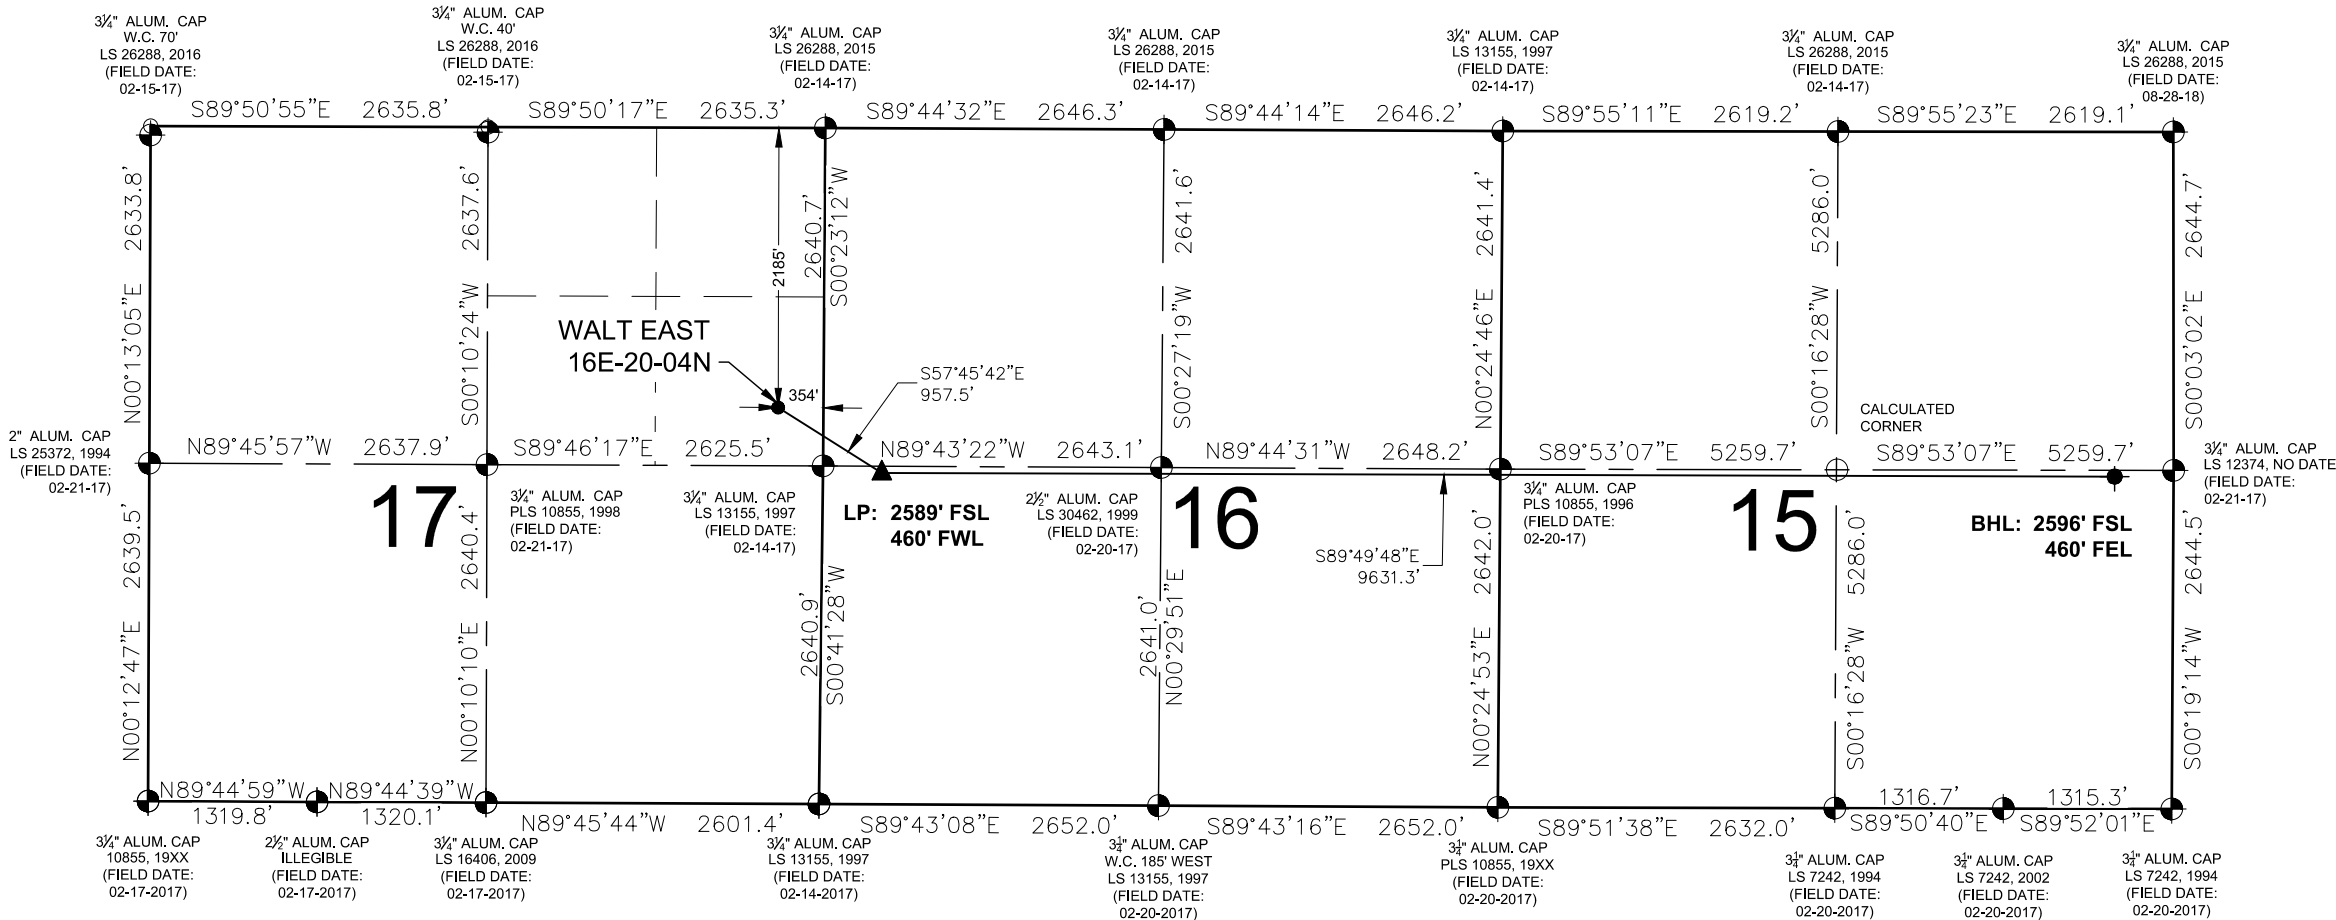 3¼" ALUM. CAP
W.C. 70'
LS 26288, 2016
(FIELD DATE:
02-15-17)
3¼" ALUM. CAP
W.C. 40'
LS 26288, 2016
(FIELD DATE:
02-15-17)
3¼" ALUM. CAP
LS 26288, 2015
(FIELD DATE:
02-14-17)
3¼" ALUM. CAP
LS 26288, 2015
(FIELD DATE:
02-14-17)
3¼" ALUM. CAP
LS 13155, 1997
(FIELD DATE:
02-14-17)
3¼" ALUM. CAP
LS 26288, 2015
(FIELD DATE:
02-14-17)
3¼" ALUM. CAP
LS 26288, 2015
(FIELD DATE:
08-28-18)
S89°50'55"E 2635.8'
S89°50'17"E 2635.3'
S89°44'32"E 2646.3'
S89°44'14"E 2646.2'
S89°55'11"E 2619.2'
S89°55'23"E 2619.1'
N00°13'05"E 2633.8'
S00°10'24"W 2637.6'
2185'
2640.7'
S00°23'12"W
S00°27'19"W 2641.6'
N00°24'46"E 2641.4'
S00°16'28"W 5286.0'
S00°03'02"E 2644.7'
WALT EAST
16E-20-04N
354'
S57°45'42"E
957.5'
CALCULATED
CORNER
2" ALUM. CAP
LS 25372, 1994
(FIELD DATE:
02-21-17)
N89°45'57"W 2637.9'
S89°46'17"E 2625.5'
N89°43'22"W 2643.1'
N89°44'31"W 2648.2'
S89°53'07"E 5259.7'
S89°53'07"E 5259.7'
3¼" ALUM. CAP
LS 12374, NO DATE
(FIELD DATE:
02-21-17)
17
3¼" ALUM. CAP
PLS 10855, 1998
(FIELD DATE:
02-21-17)
3¼" ALUM. CAP
LS 13155, 1997
(FIELD DATE:
02-14-17)
LP: 2589' FSL
460' FWL
2½" ALUM. CAP
LS 30462, 1999
(FIELD DATE:
02-20-17)
16
3¼" ALUM. CAP
PLS 10855, 1996
(FIELD DATE:
02-20-17)
15
BHL: 2596' FSL
460' FEL
S89°49'48"E
9631.3'
N00°12'47"E 2639.5'
N00°10'10"E 2640.4'
2640.9'
S00°41'28"W
2641.0'
N00°29'51"E
N00°24'53"E 2642.0'
S00°16'28"W 5286.0'
S00°19'14"W 2644.5'
N89°44'59"W
1319.8'
N89°44'39"W
1320.1'
N89°45'44"W 2601.4'
S89°43'08"E 2652.0'
S89°43'16"E 2652.0'
S89°51'38"E 2632.0'
1316.7'
S89°50'40"E
1315.3'
S89°52'01"E
3¼" ALUM. CAP
10855, 19XX
(FIELD DATE:
02-17-2017)
2½" ALUM. CAP
ILLEGIBLE
(FIELD DATE:
02-17-2017)
3¼" ALUM. CAP
LS 16406, 2009
(FIELD DATE:
02-17-2017)
3¼" ALUM. CAP
LS 13155, 1997
(FIELD DATE:
02-14-2017)
3¼" ALUM. CAP
W.C. 185' WEST
LS 13155, 1997
(FIELD DATE:
02-20-2017)
3¼" ALUM. CAP
PLS 10855, 19XX
(FIELD DATE:
02-20-2017)
3¼" ALUM. CAP
LS 7242, 1994
(FIELD DATE:
02-20-2017)
3¼" ALUM. CAP
LS 7242, 2002
(FIELD DATE:
02-20-2017)
3¼" ALUM. CAP
LS 7242, 1994
(FIELD DATE:
02-20-2017)